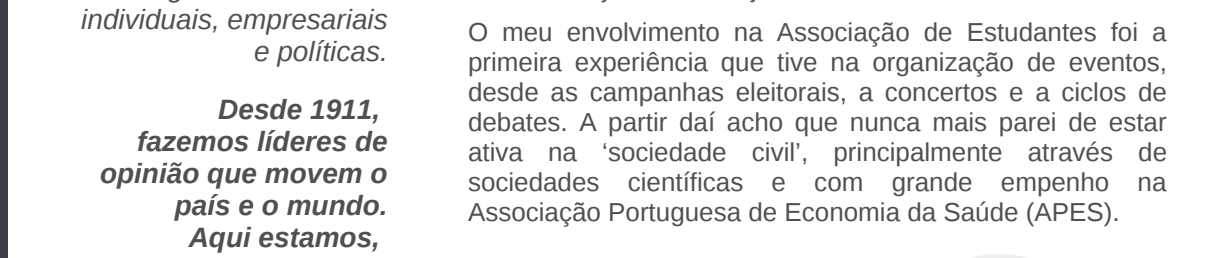 individuais, empresariais
e políticas.
Desde 1911,
fazemos líderes de
opinião que movem o
país e o mundo.
Aqui estamos,
O meu envolvimento na Associação de Estudantes foi a
primeira experiência que tive na organização de eventos,
desde as campanhas eleitorais, a concertos e a ciclos de
debates. A partir daí acho que nunca mais parei de estar
ativa na ‘sociedade civil’, principalmente através de
sociedades científicas e com grande empenho na
Associação Portuguesa de Economia da Saúde (APES).